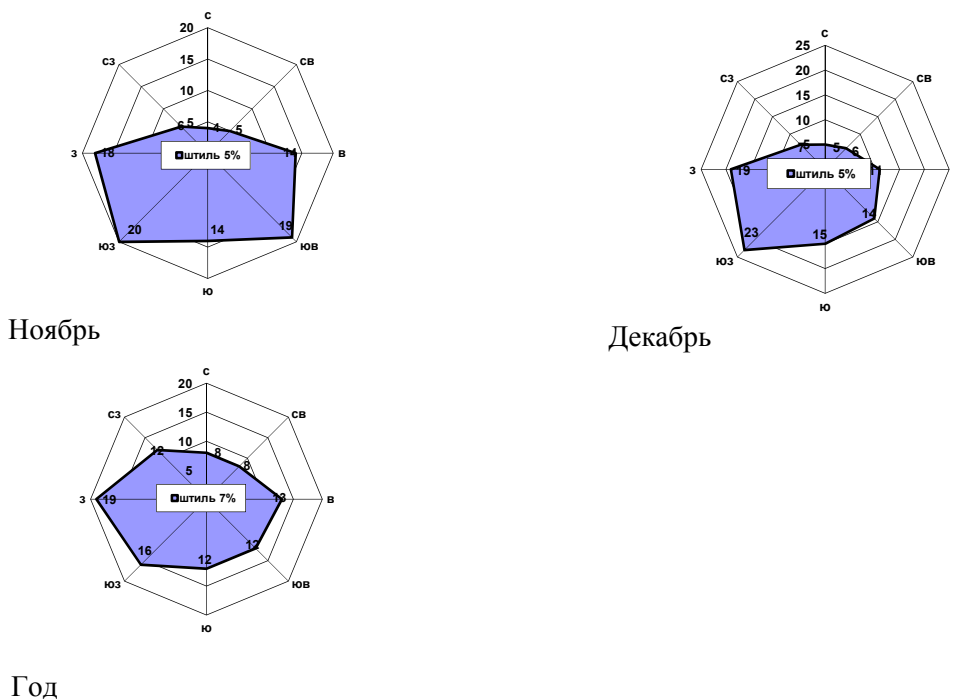 С
20
СЗ
СВ
15
10
5
6
4
5
З
18
штиль 5%
14
В
20
14
19
ЮЗ
ЮВ
Ю
Ноябрь
С
25
СЗ
20
СВ
15
10
5
7
5
6
З
19
штиль 5%
11
В
14
23
15
ЮЗ
ЮВ
Ю
Декабрь
С
20
СЗ
СВ
15
10
12
8
5
8
З
19
штиль 7%
13
В
16
12
12
ЮЗ
ЮВ
Ю
Год